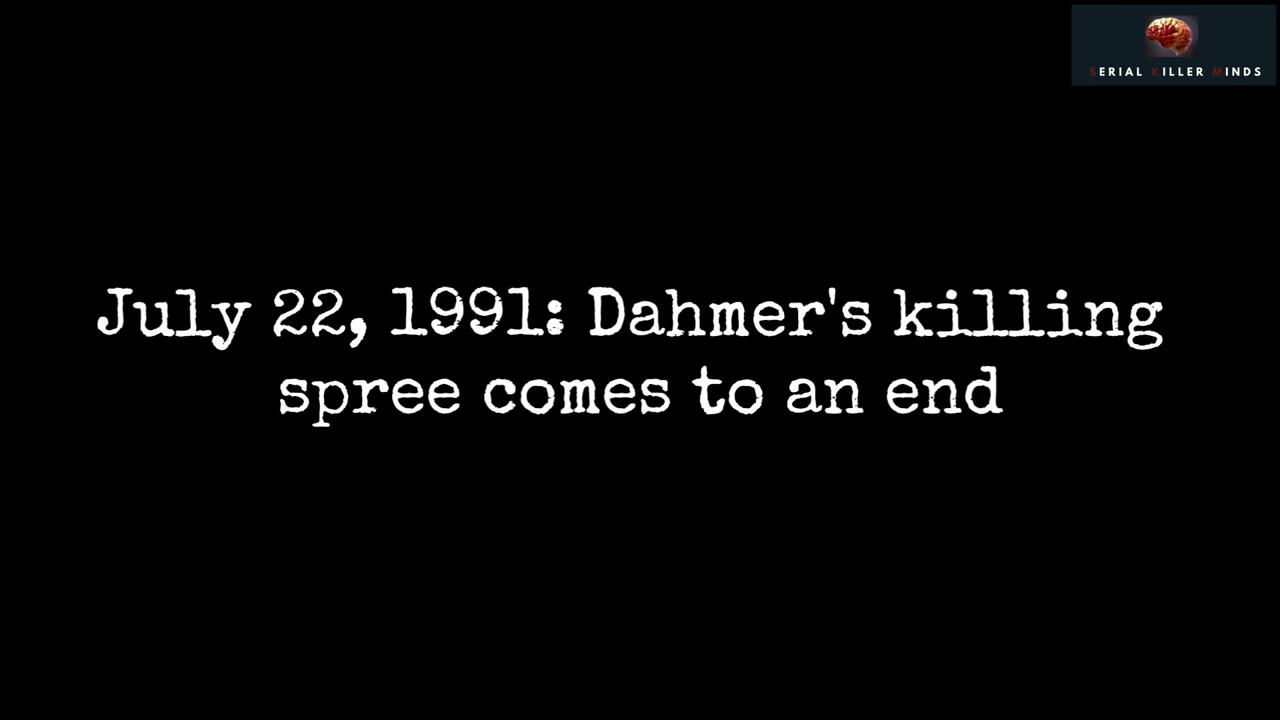 SERIAL KILLER MINDS
July 22, 1991: Dahmer's killing
spree comes to an end